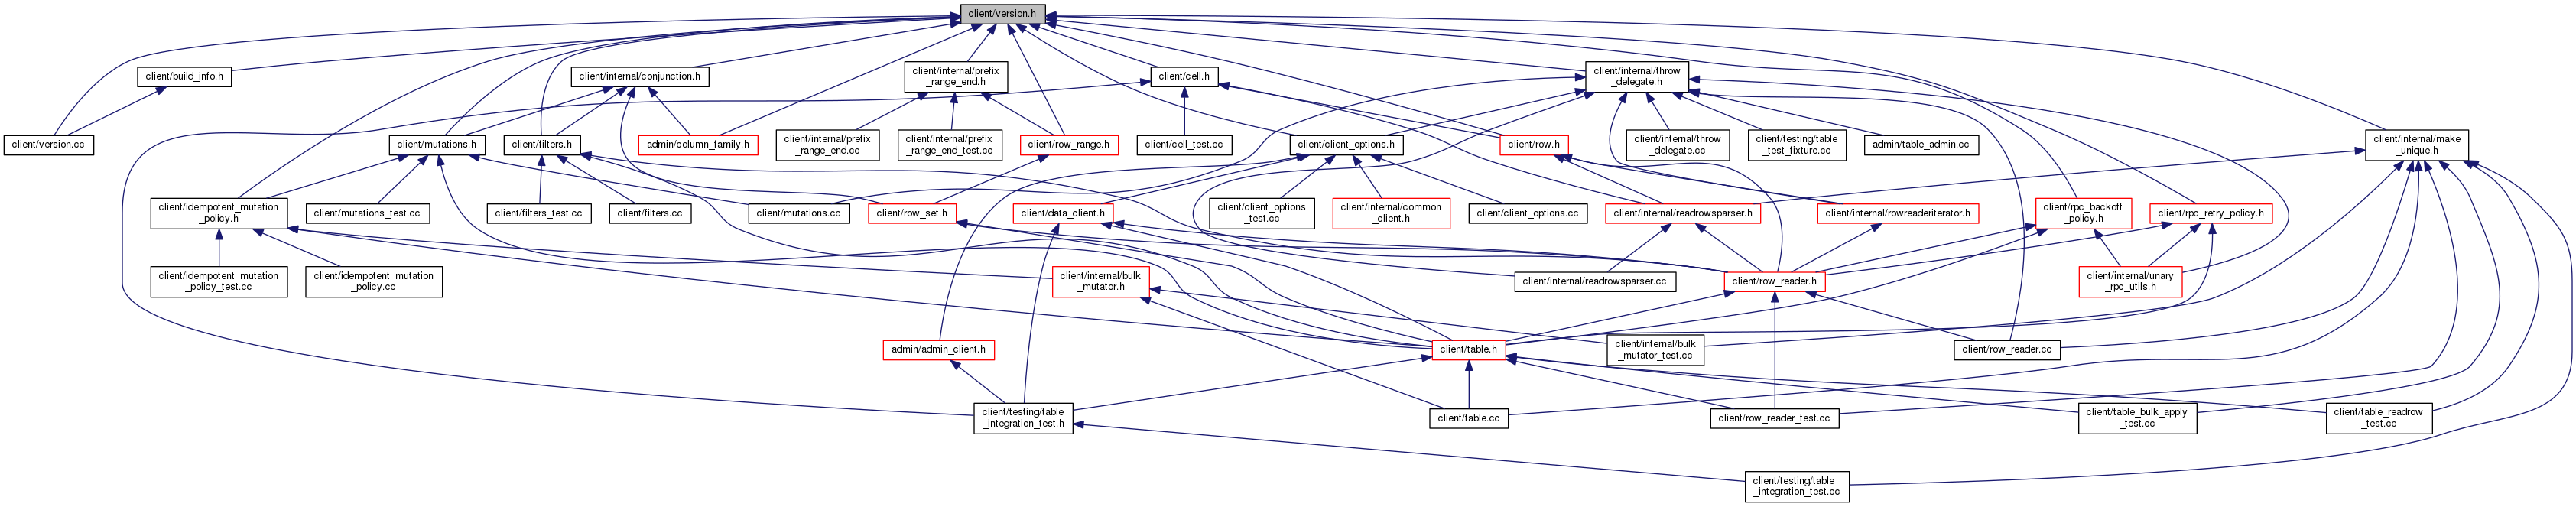 client/version.h
client/build_info.h
client/internal/conjunction.h
client/internal/prefix
_range_end.h
client/cell.h
client/internal/throw
_delegate.h
client/version.cc
client/mutations.h
client/filters.h
admin/column_family.h
client/internal/prefix
_range_end.cc
client/internal/prefix
_range_end_test.cc
client/row_range.h
client/cell_test.cc
client/client_options.h
client/row.h
client/internal/throw
_delegate.cc
client/testing/table
_test_fixture.cc
admin/table_admin.cc
client/internal/make
_unique.h
client/idempotent_mutation
_policy.h
client/mutations_test.cc
client/filters_test.cc
client/filters.cc
client/mutations.cc
client/row_set.h
client/data_client.h
client/client_options
_test.cc
client/internal/common
_client.h
client/client_options.cc
client/internal/readrowsparser.h
client/internal/rowreaderiterator.h
client/rpc_backoff
_policy.h
client/rpc_retry_policy.h
client/idempotent_mutation
_policy_test.cc
client/idempotent_mutation
_policy.cc
client/internal/bulk
_mutator.h
client/internal/readrowsparser.cc
client/row_reader.h
client/internal/unary
_rpc_utils.h
admin/admin_client.h
client/table.h
client/internal/bulk
_mutator_test.cc
client/row_reader.cc
client/testing/table
_integration_test.h
client/table.cc
client/row_reader_test.cc
client/table_bulk_apply
_test.cc
client/table_readrow
_test.cc
client/testing/table
_integration_test.cc